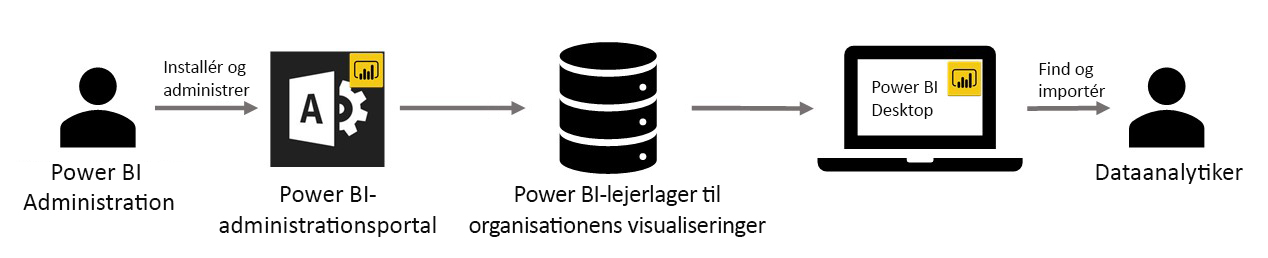 Power BI
Administration
Installér og
administrer
A
Power BI-
administrationsportal
Power BI-lejerlager til
organisationens visualiseringer
Power BI
Desktop
Find og
importér
Dataanalytiker